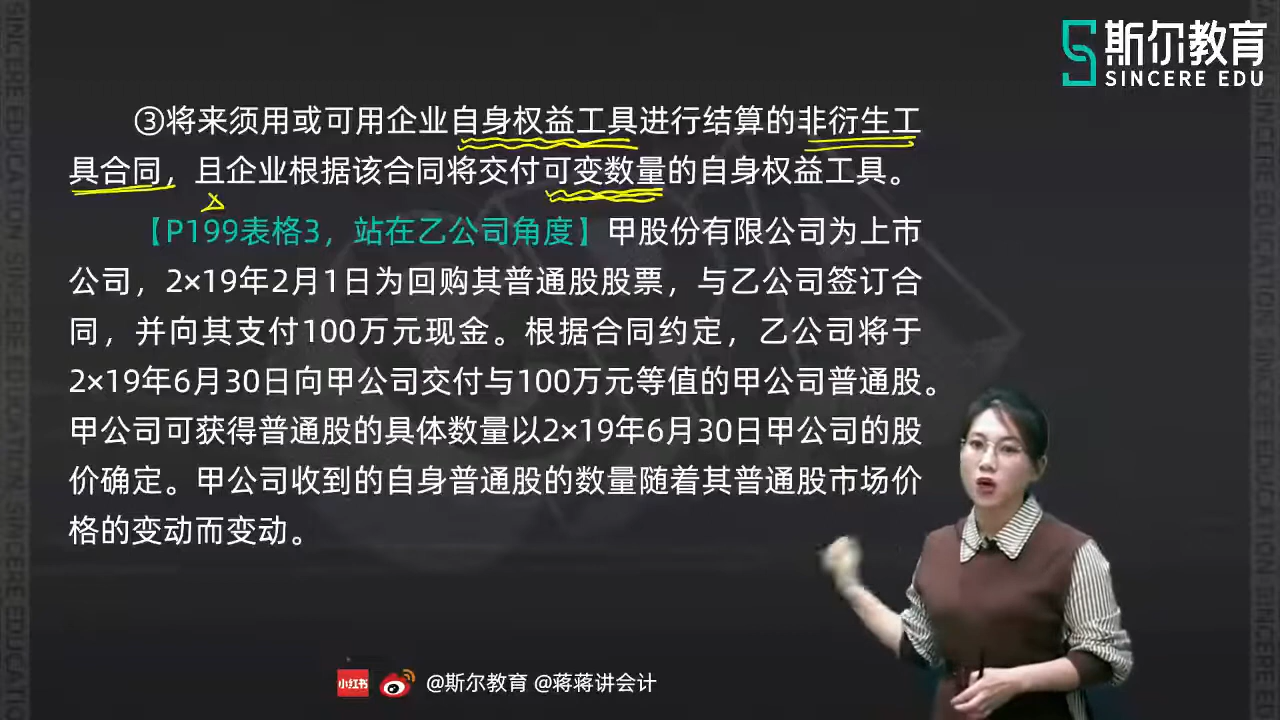 斯尔教育
SINCERE EDU
③将来须用或可用企业自身权益工具进行结算的非衍生工
具合同，且企业根据该合同将交付可变数量的自身权益工具。
【P199表格3，站在乙公司角度】甲股份有限公司为上市
公司，2×19年2月1日为回购其普通股股票，与乙公司签订合
同，并向其支付100万元现金。根据合同约定，乙公司将于
2×19年6月30日向甲公司交付与100万元等值的甲公司普通股。
甲公司可获得普通股的具体数量以2×19年6月30日甲公司的股
价确定。甲公司收到的自身普通股的数量随着其普通股市场价
格的变动而变动。
小红书 @斯尔教育 @蒋蒋讲会计
SINCERE EDUCATION
SINCERE EDUCATION